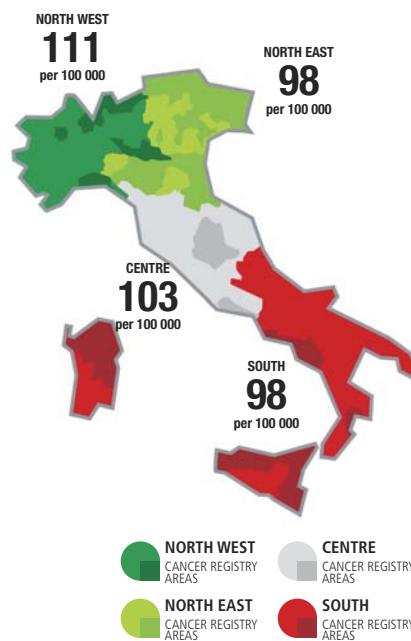 NORTH WEST
111
per 100 000
NORTH EAST
98
per 100 000
CENTRE
103
per 100 000
SOUTH
98
per 100 000
NORTH WEST
CANCER REGISTRY
AREAS
CENTRE
CANCER REGISTRY
AREAS
NORTH EAST
CANCER REGISTRY
AREAS
SOUTH
CANCER REGISTRY
AREAS